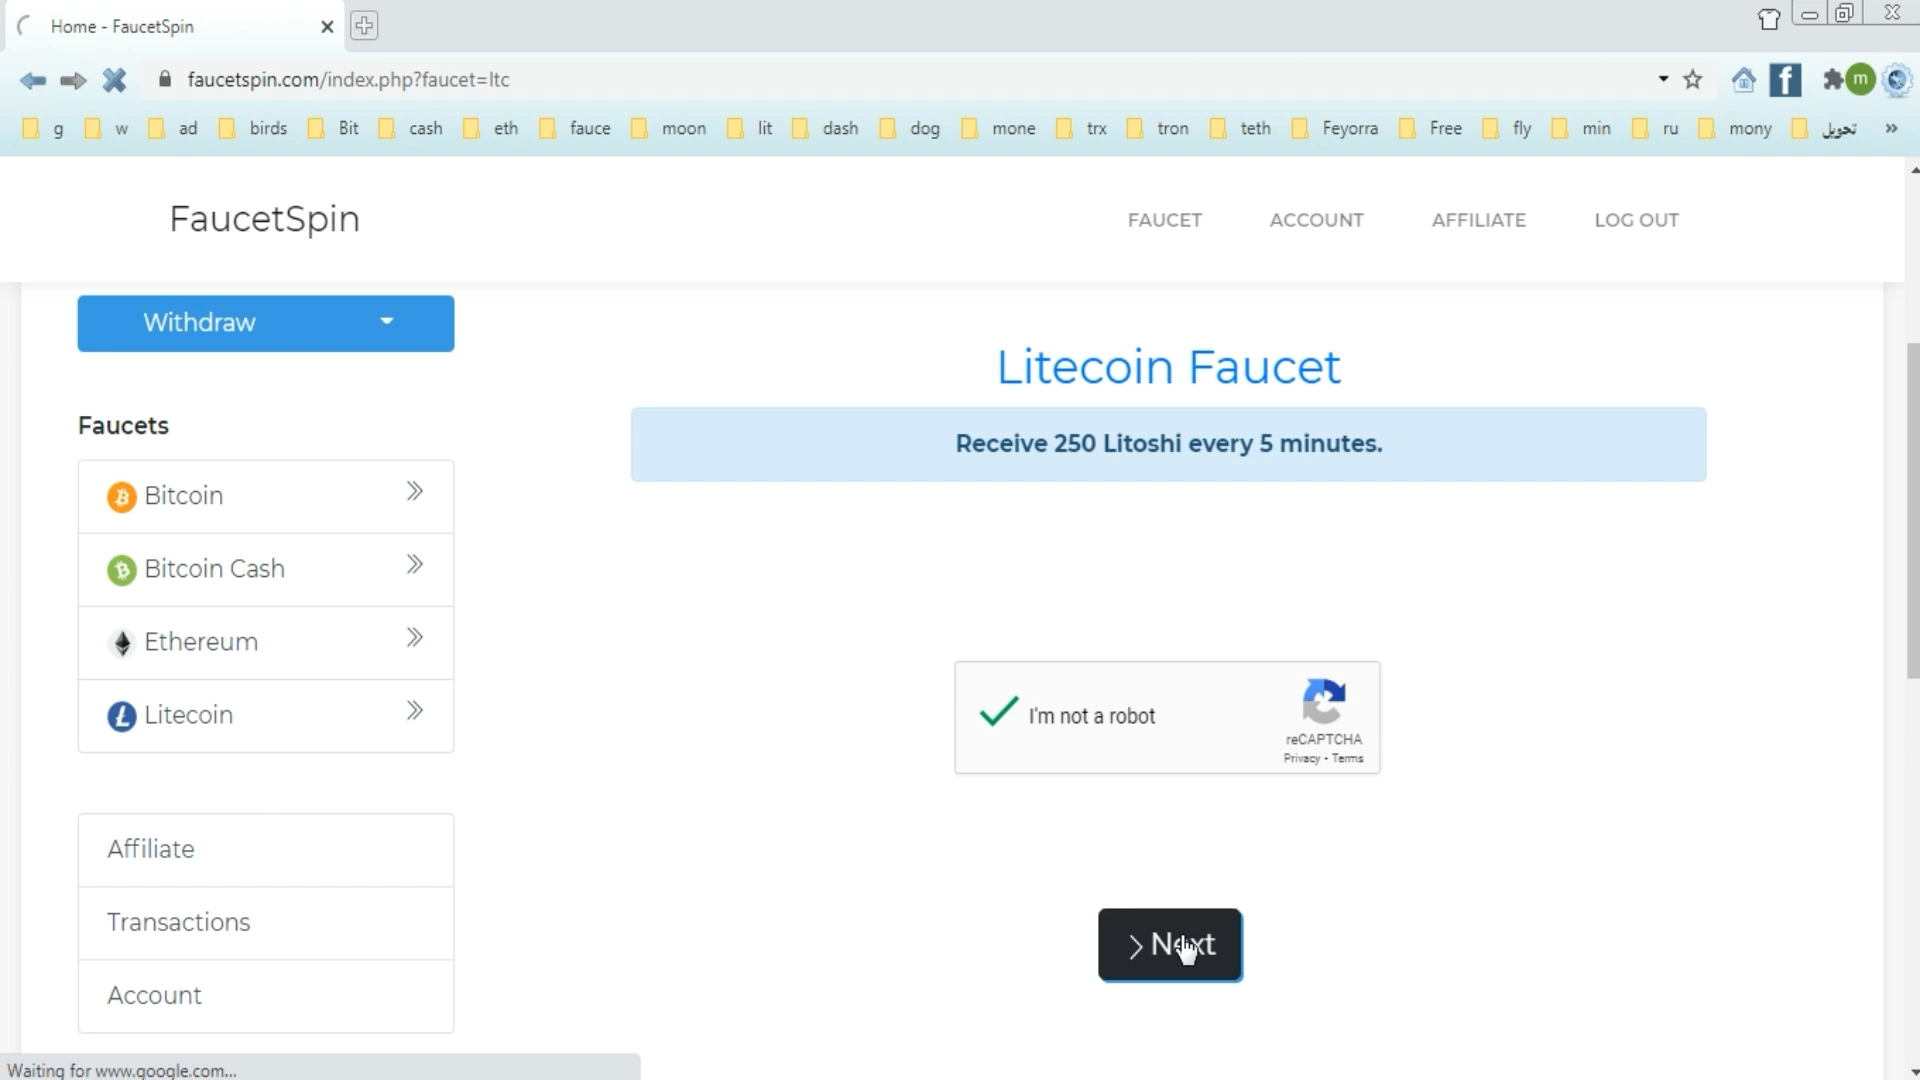 Home - FaucetSpin
faucetspin.com/index.php?faucet=ltc
f m
g w ad birds Bit cash eth fauce moon lit dash dog mone trx tron teth Feyorra Free fly min ru mony تحويل »
FaucetSpin
FAUCET ACCOUNT AFFILIATE LOG OUT
Withdraw
Litecoin Faucet
Receive 250 Litoshi every 5 minutes.
Faucets
Bitcoin
Bitcoin Cash
Ethereum
Litecoin
I'm not a robot
reCAPTCHA
Privacy - Terms
Affiliate
Transactions
Account
Next
Waiting for www.google.com...